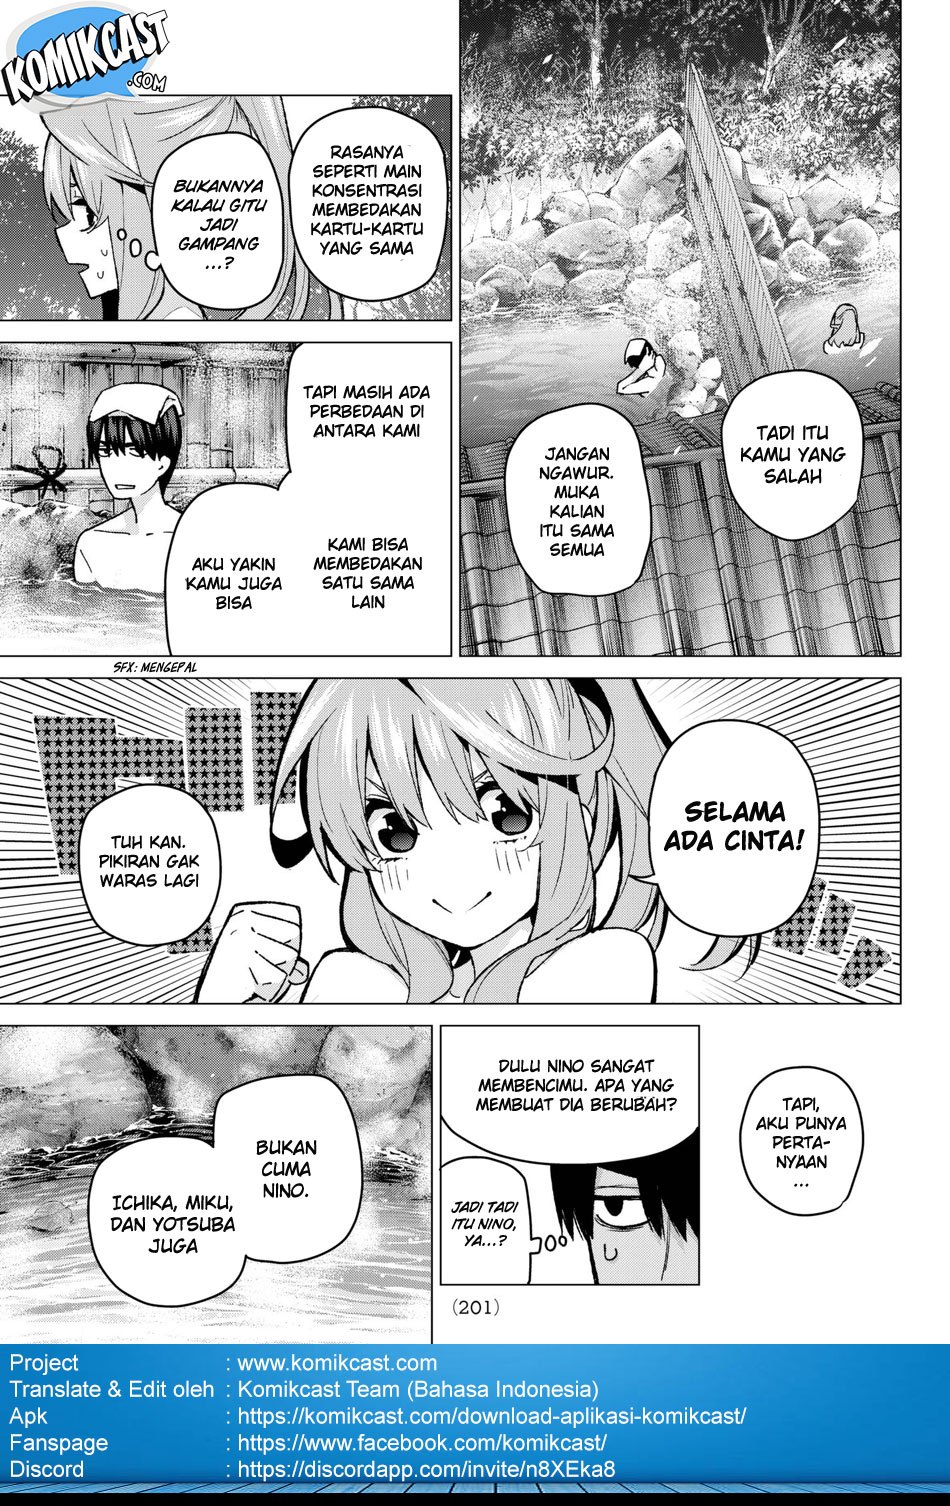 KOMIKCAST
.COM
TADI ITU
KAMU YANG
SALAH
JANGAN
NGAWUR.
MUKA
KALIAN
ITU SAMA
SEMUA
RASANYA
SEPERTI MAIN
KONSENTRASI
MEMBEDAKAN
KARTU-KARTU
YANG SAMA
BUKANNYA
KALAU GITU
JADI
GAMPANG
...?
TAPI MASIH ADA
PERBEDAAN DI
ANTARA KAMI
KAMI BISA
MEMBEDAKAN
SATU SAMA
LAIN
AKU YAKIN
KAMU JUGA
BISA
SFX: MENGEPAL
SELAMA
ADA CINTA!
TUH KAN.
PIKIRAN GAK
WARAS LAGI
TAPI,
AKU PUNYA
PERTA-
NYAAN
...
DULU NINO SANGAT
MEMBENCIMU. APA YANG
MEMBUAT DIA BERUBAH?
JADI TADI
ITU NINO,
YA...?
BUKAN
CUMA
NINO.
ICHIKA, MIKU,
DAN YOTSUBA
JUGA
(201)
Project : www.komikcast.com
Translate & Edit oleh : Komikcast Team (Bahasa Indonesia)
Apk : https://komikcast.com/download-aplikasi-komikcast/
Fanspage : https://www.facebook.com/komikcast/
Discord : https://discordapp.com/invite/n8XEka8